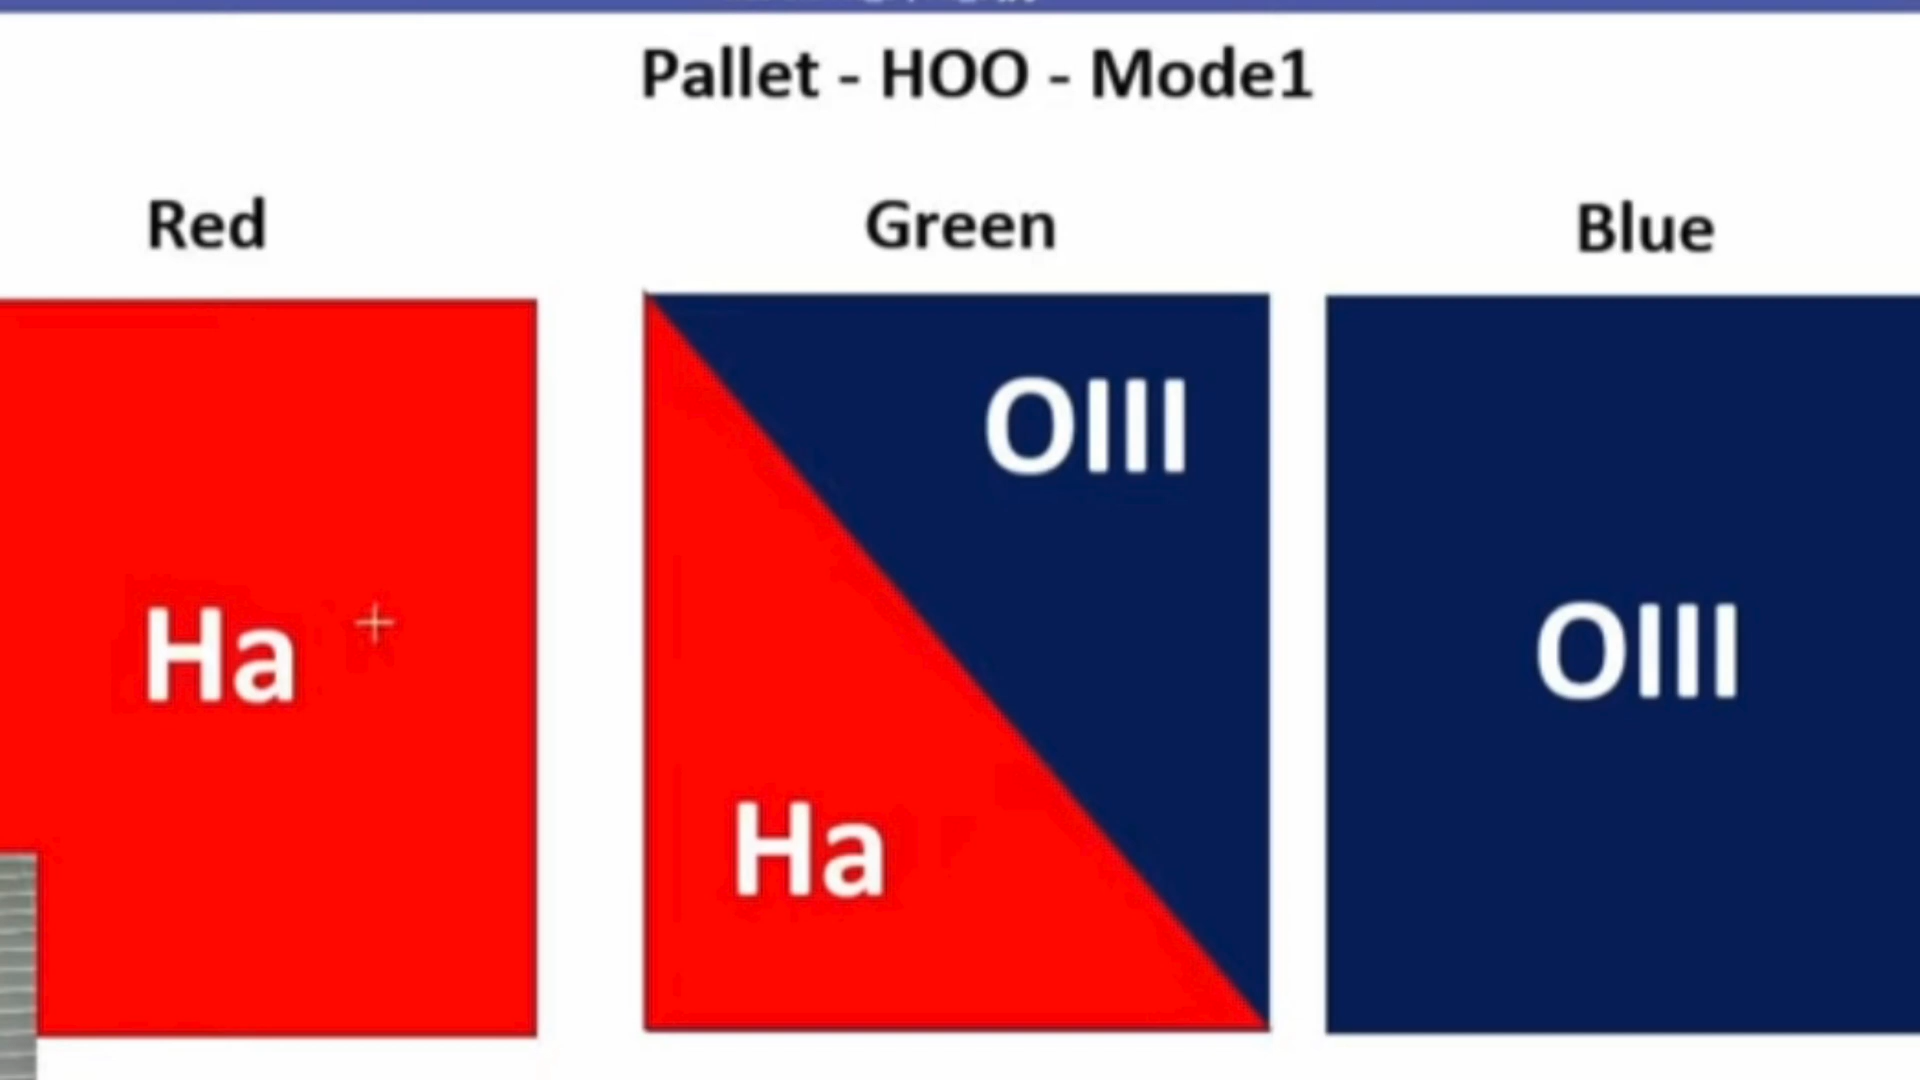 Pallet - HOO - Mode1
Red
Green
Blue
OIII
Ha
OIII
Ha